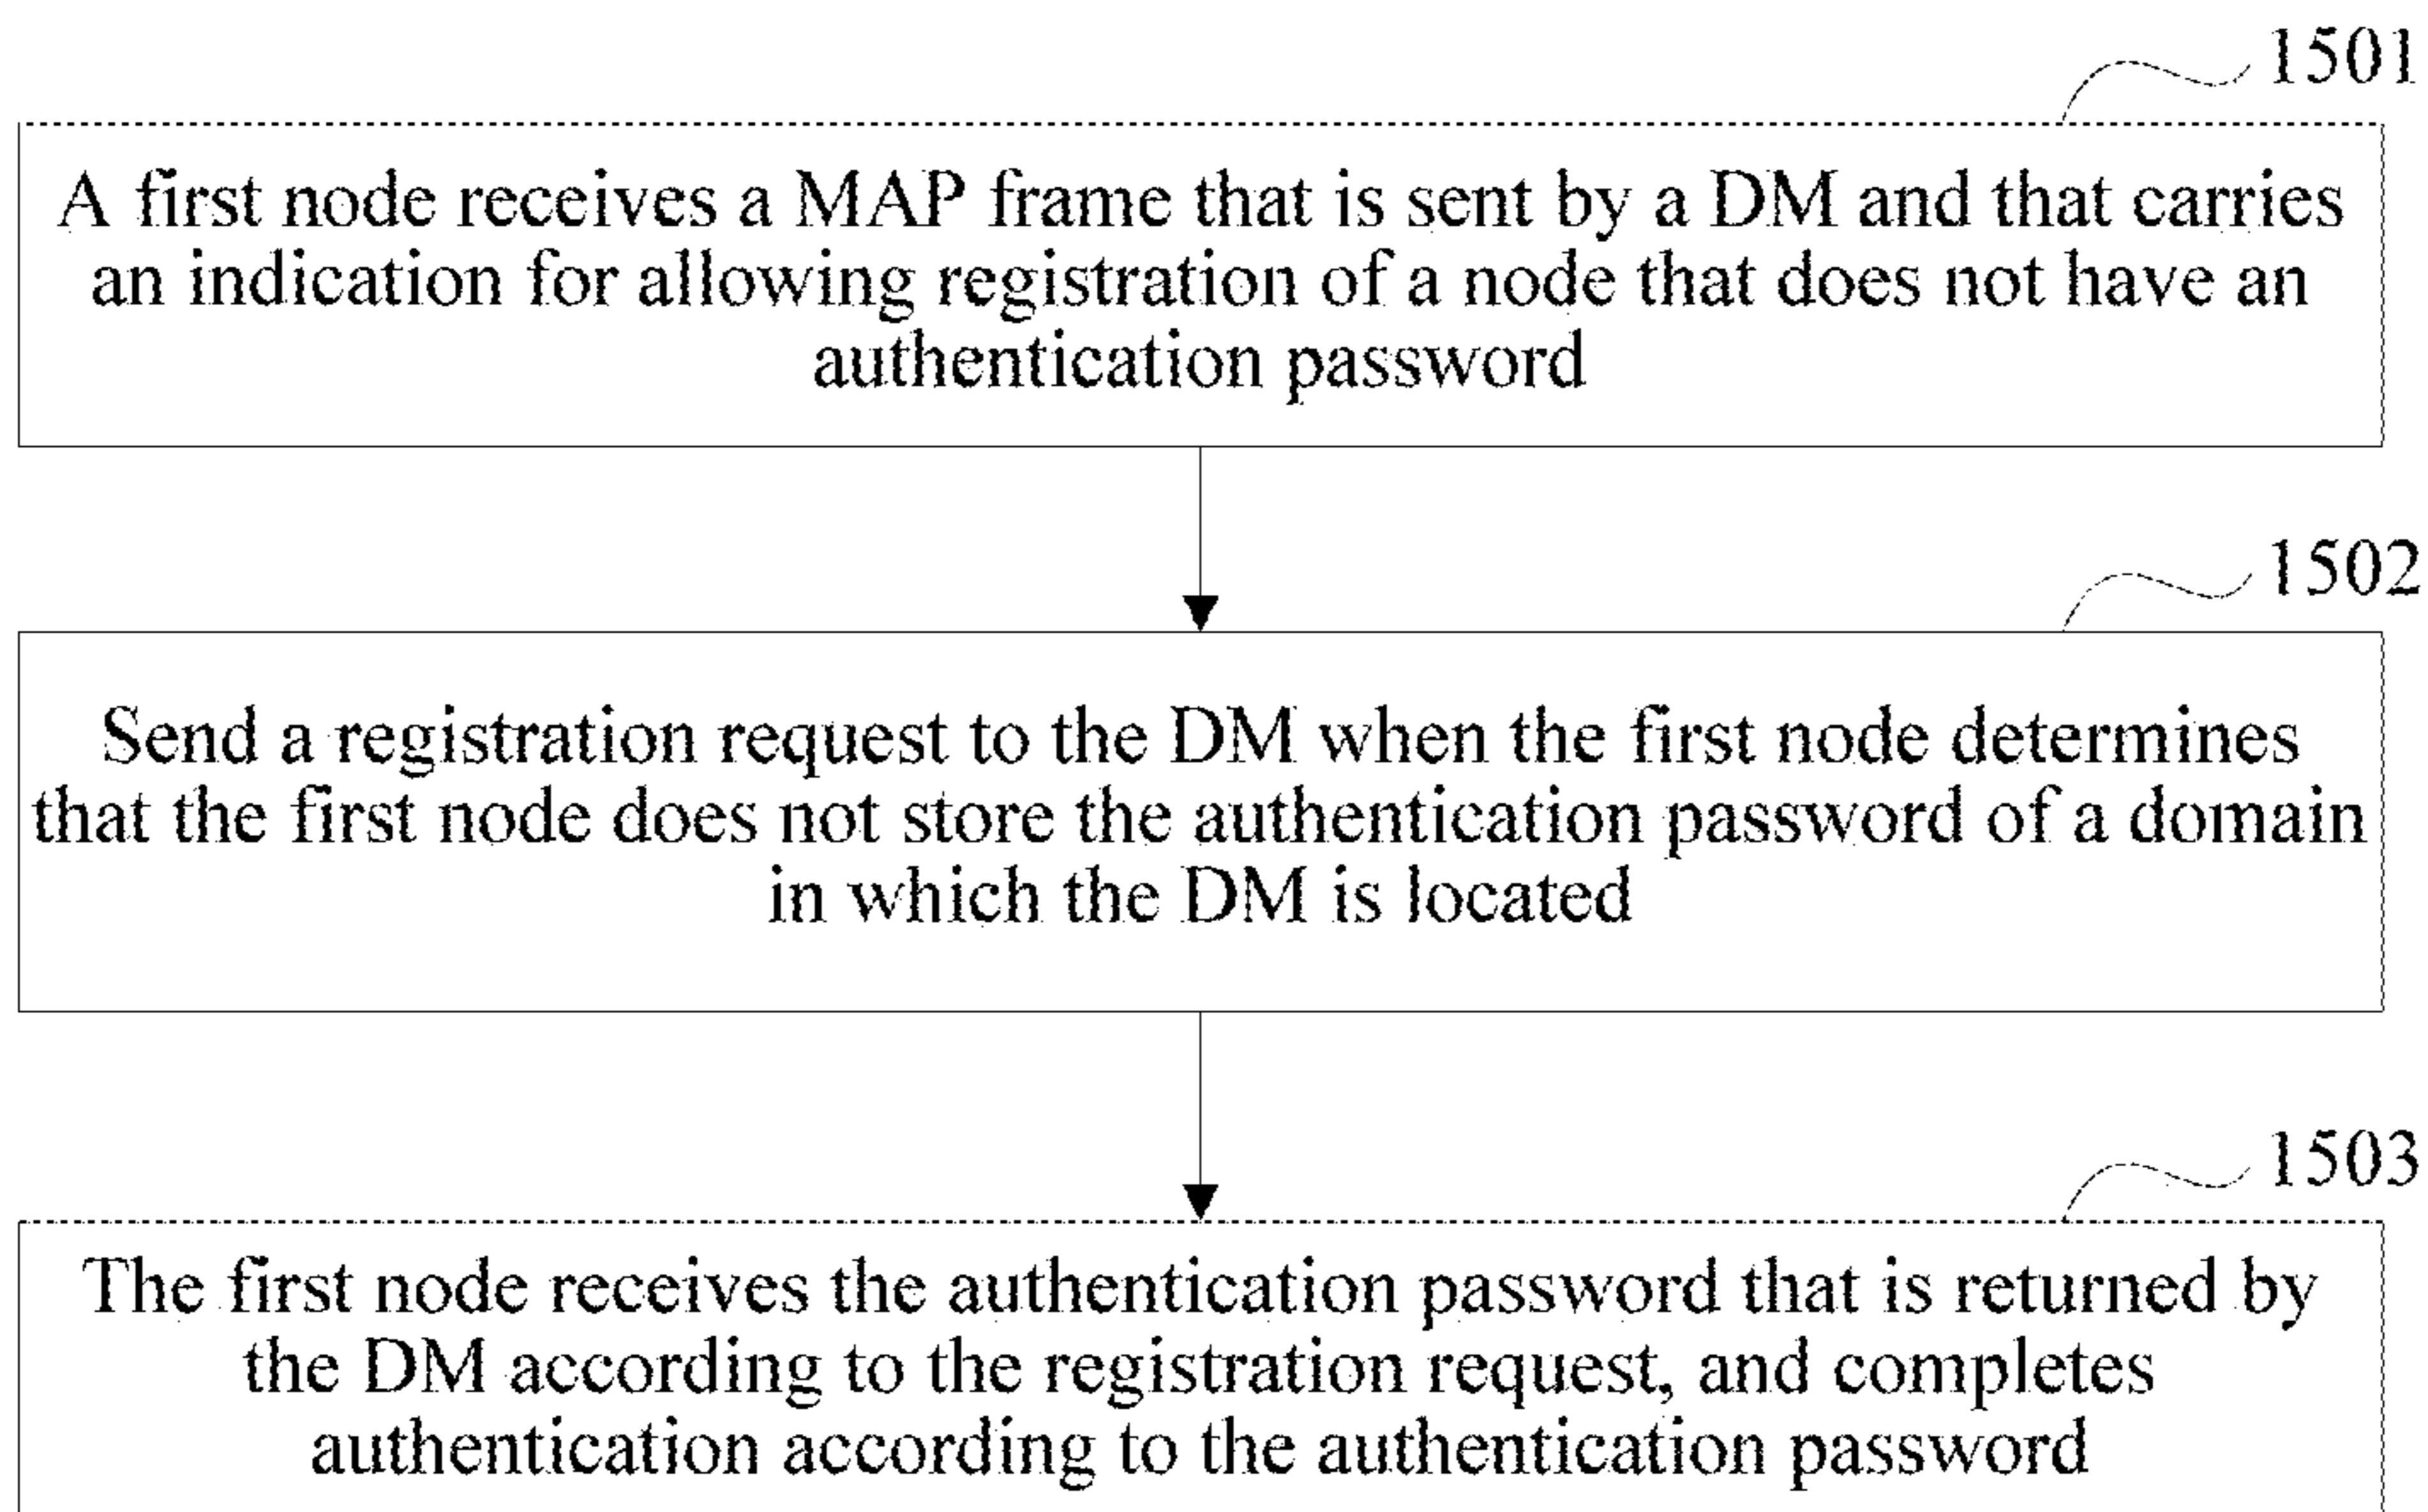 1501
A first node receives a MAP frame that is sent by a DM and that carries
an indication for allowing registration of a node that does not have an
authentication password
1502
Send a registration request to the DM when the first node determines
that the first node does not store the authentication password of a domain
in which the DM is located
1503
The first node receives the authentication password that is returned by
the DM according to the registration request, and completes
authentication according to the authentication password